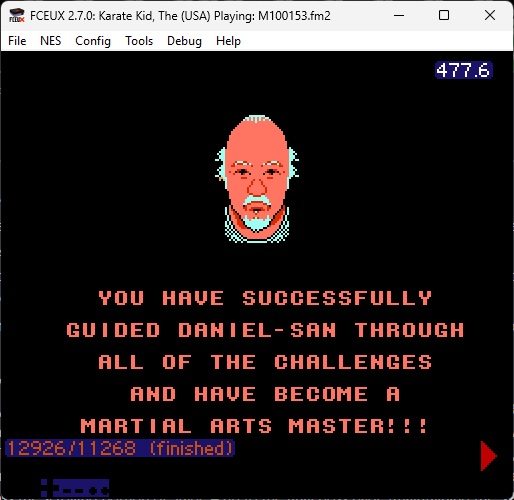 FCEUX 2.7.0: Karate Kid, The (USA) Playing: M100153.fm2
File NES Config Tools Debug Help
477.6
YOU HAVE SUCCESSFULLY
GUIDED DANIEL-SAN THROUGH
ALL OF THE CHALLENGES
AND HAVE BECOME A
MARTIAL ARTS MASTER!!!
12926/11268 (finished)